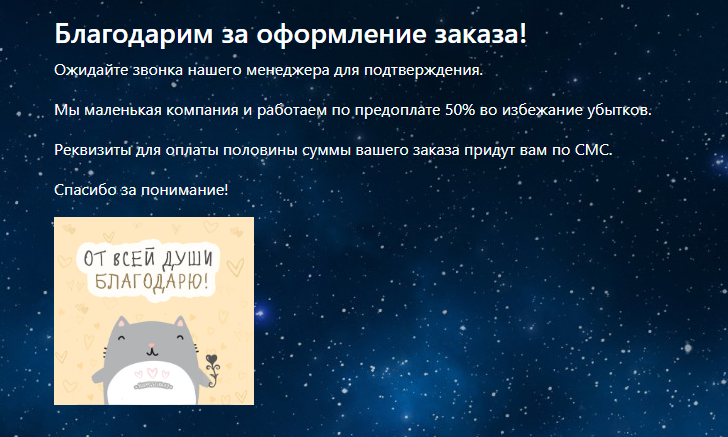 Благодарим за оформление заказа!
Ожидайте звонка нашего менеджера для подтверждения.
Мы маленькая компания и работаем по предоплате 50% во избежание убытков.
Реквизиты для оплаты половины суммы вашего заказа придут вам по СМС.
Спасибо за понимание!
ОТ ВСЕЙ ДУШИ
БЛАГОДАРЮ!